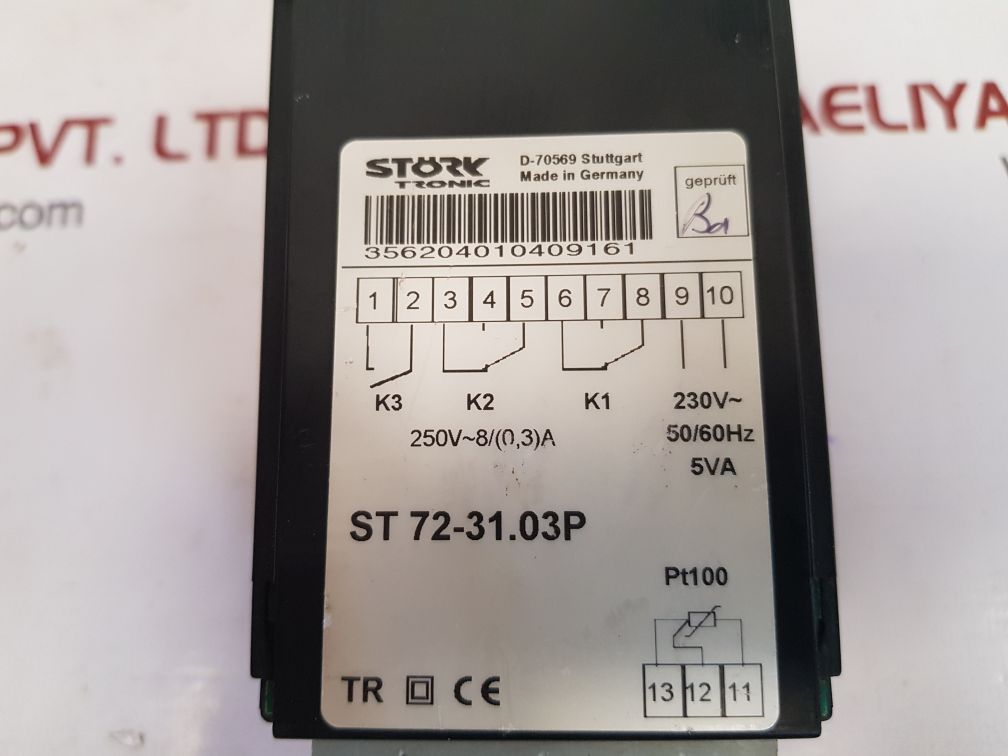 PVT. LTD
AELIYA
.com
STÖRK
TRONIC
D-70569 Stuttgart
Made in Germany
geprüft
356204010409161
1 2 3 4 5 6 7 8 9 10
K3 K2 K1 230V~
250V~8/(0,3)A 50/60Hz
5VA
ST 72-31.03P
Pt100
TR CE
13 12 11